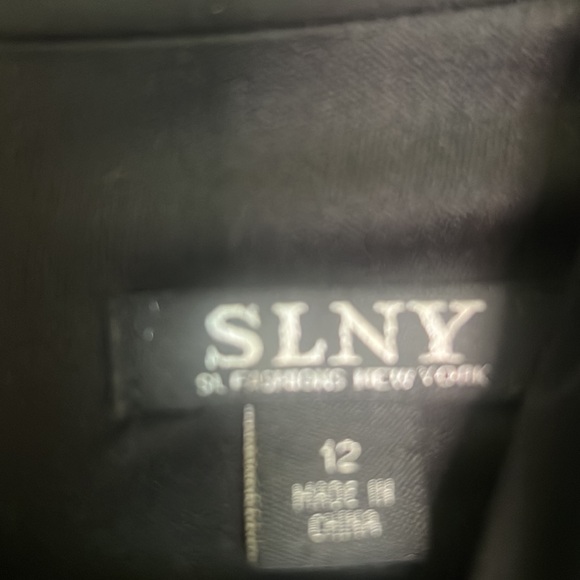 SLNY
SL FASHIONS NEW YORK
12
MADE IN
CHINA